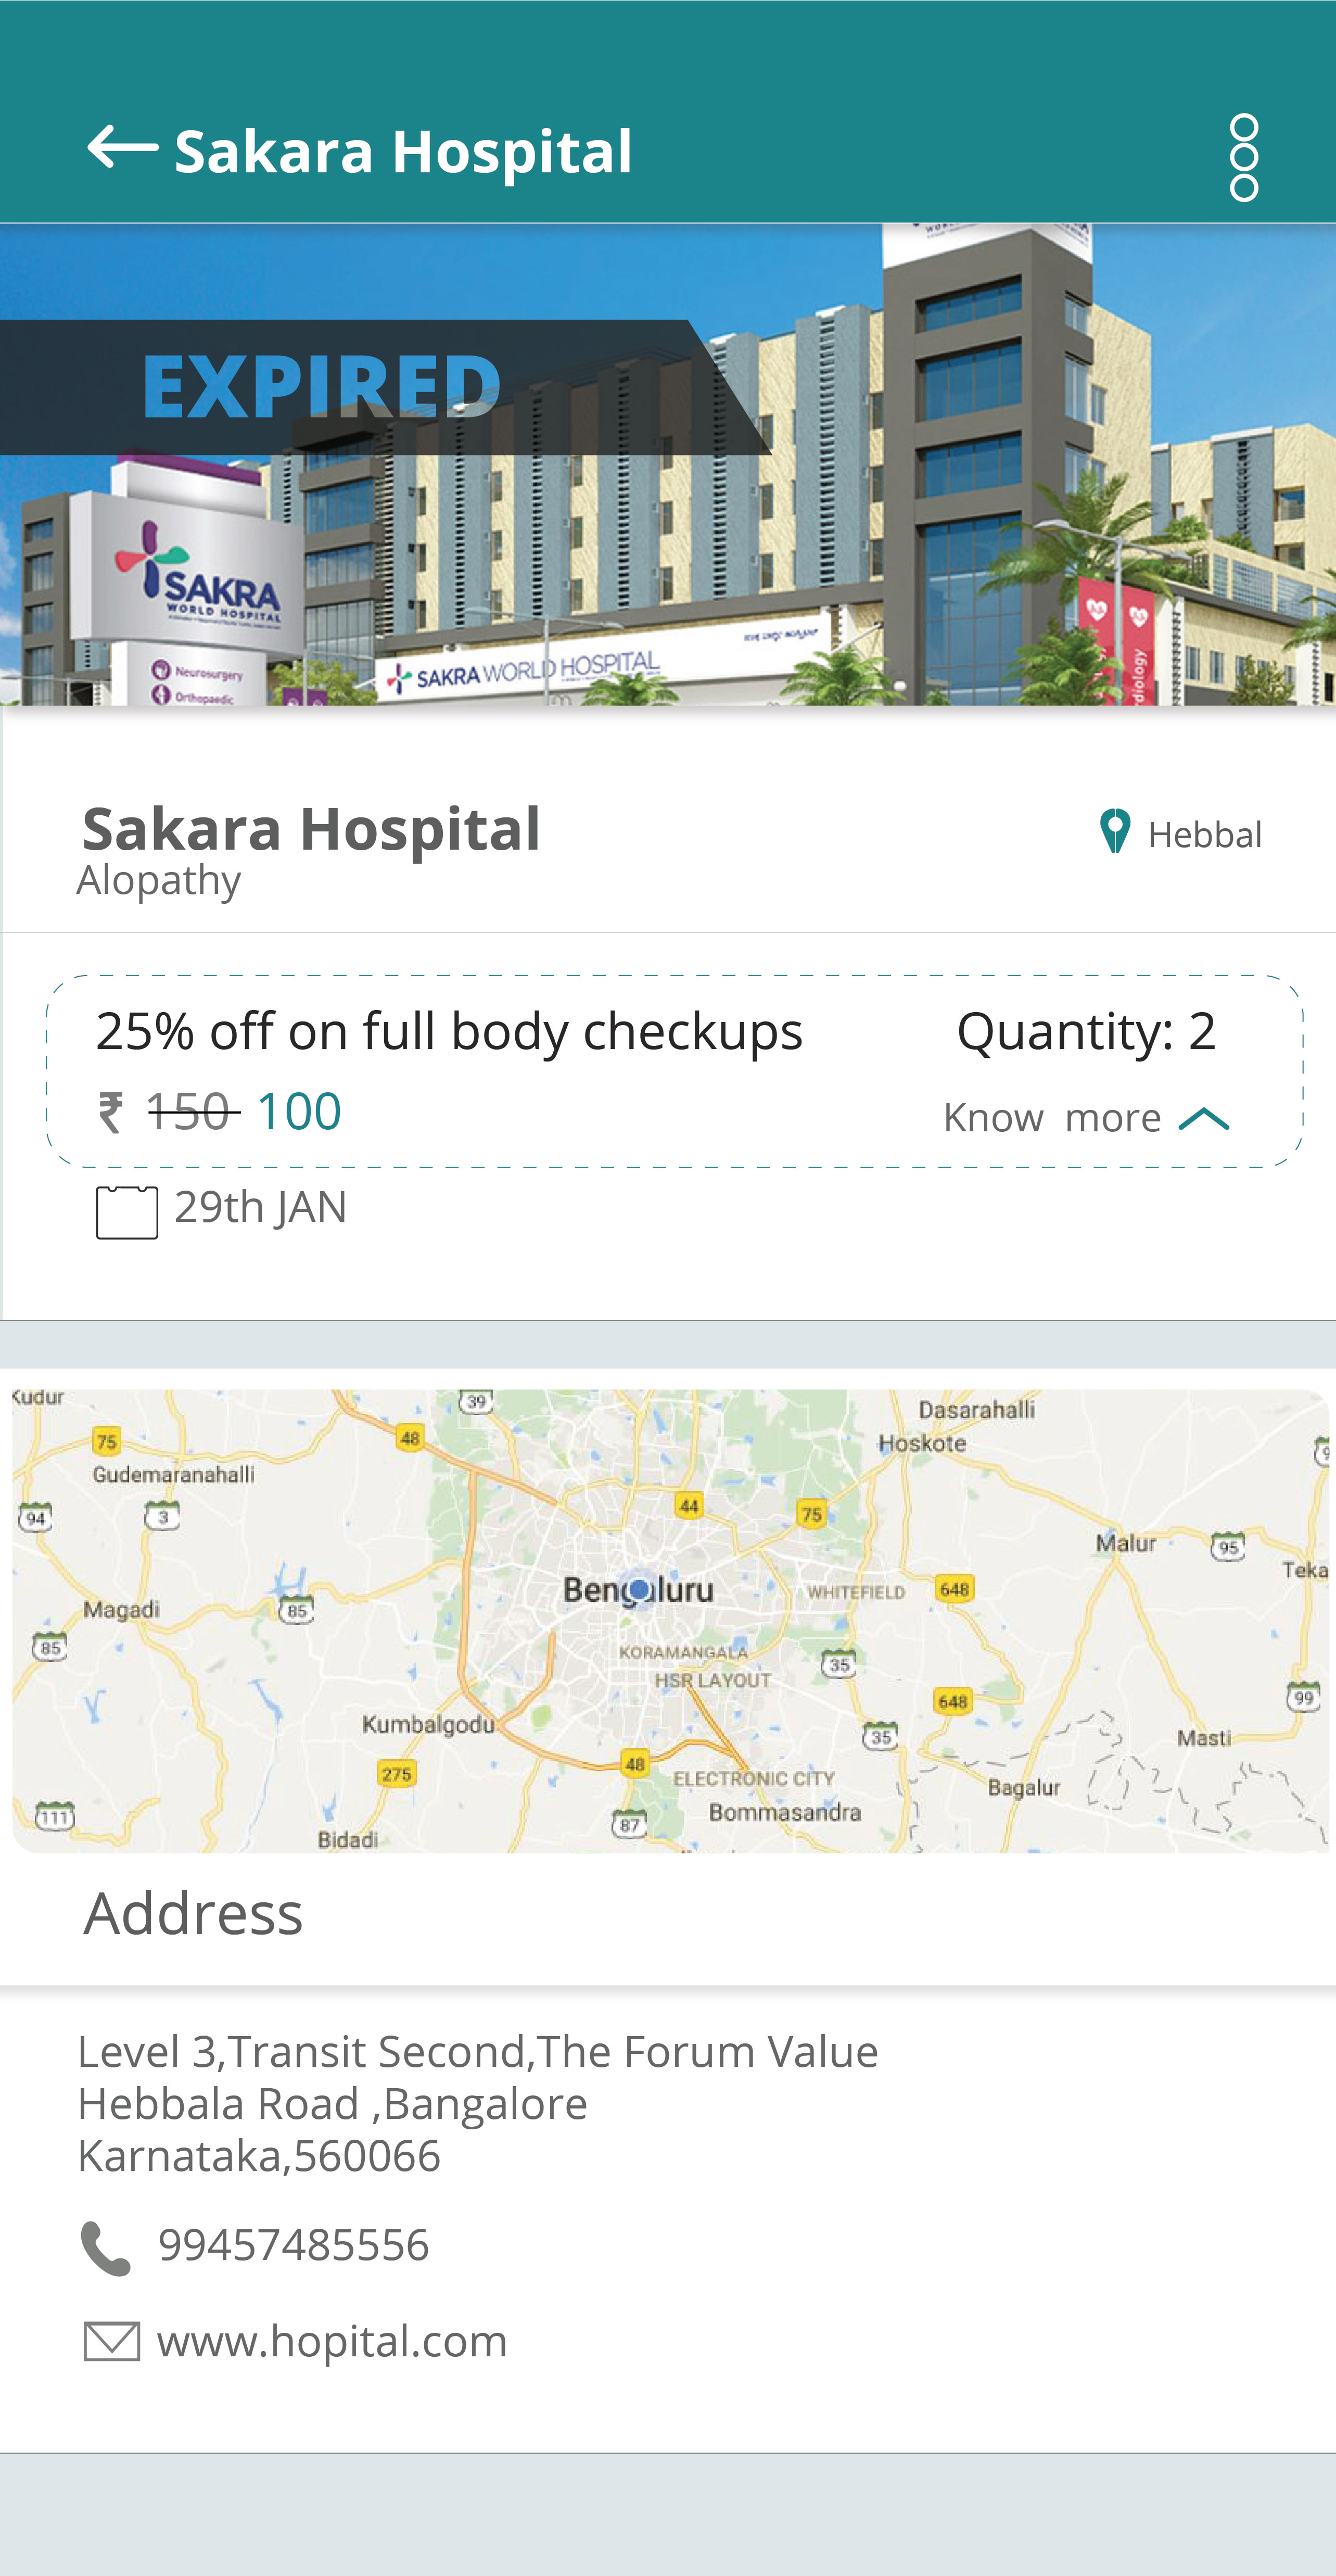 Sakara Hospital
EXPIRED
SAKRA
WORLD HOSPITAL
Neurosurgery
Orthopaedic
SAKRA WORLD HOSPITAL
diology
Sakara Hospital
Hebbal
Alopathy
25% off on full body checkups
Quantity: 2
₹ 150 100
Know more
29th JAN
Kudur
39
Dasarahalli
75
48
Hoskote
Gudemaranahalli
94
3
44
75
Malur
95
Teka
Bengaluru
WHITEFIELD
648
Magadi
85
85
KORAMANGALA
35
HSR LAYOUT
648
99
Kumbalgodu
35
Masti
275
48
ELECTRONIC CITY
Bagalur
111
87
Bommasandra
Bidadi
Address
Level 3,Transit Second,The Forum Value
Hebbala Road ,Bangalore
Karnataka,560066
99457485556
www.hopital.com